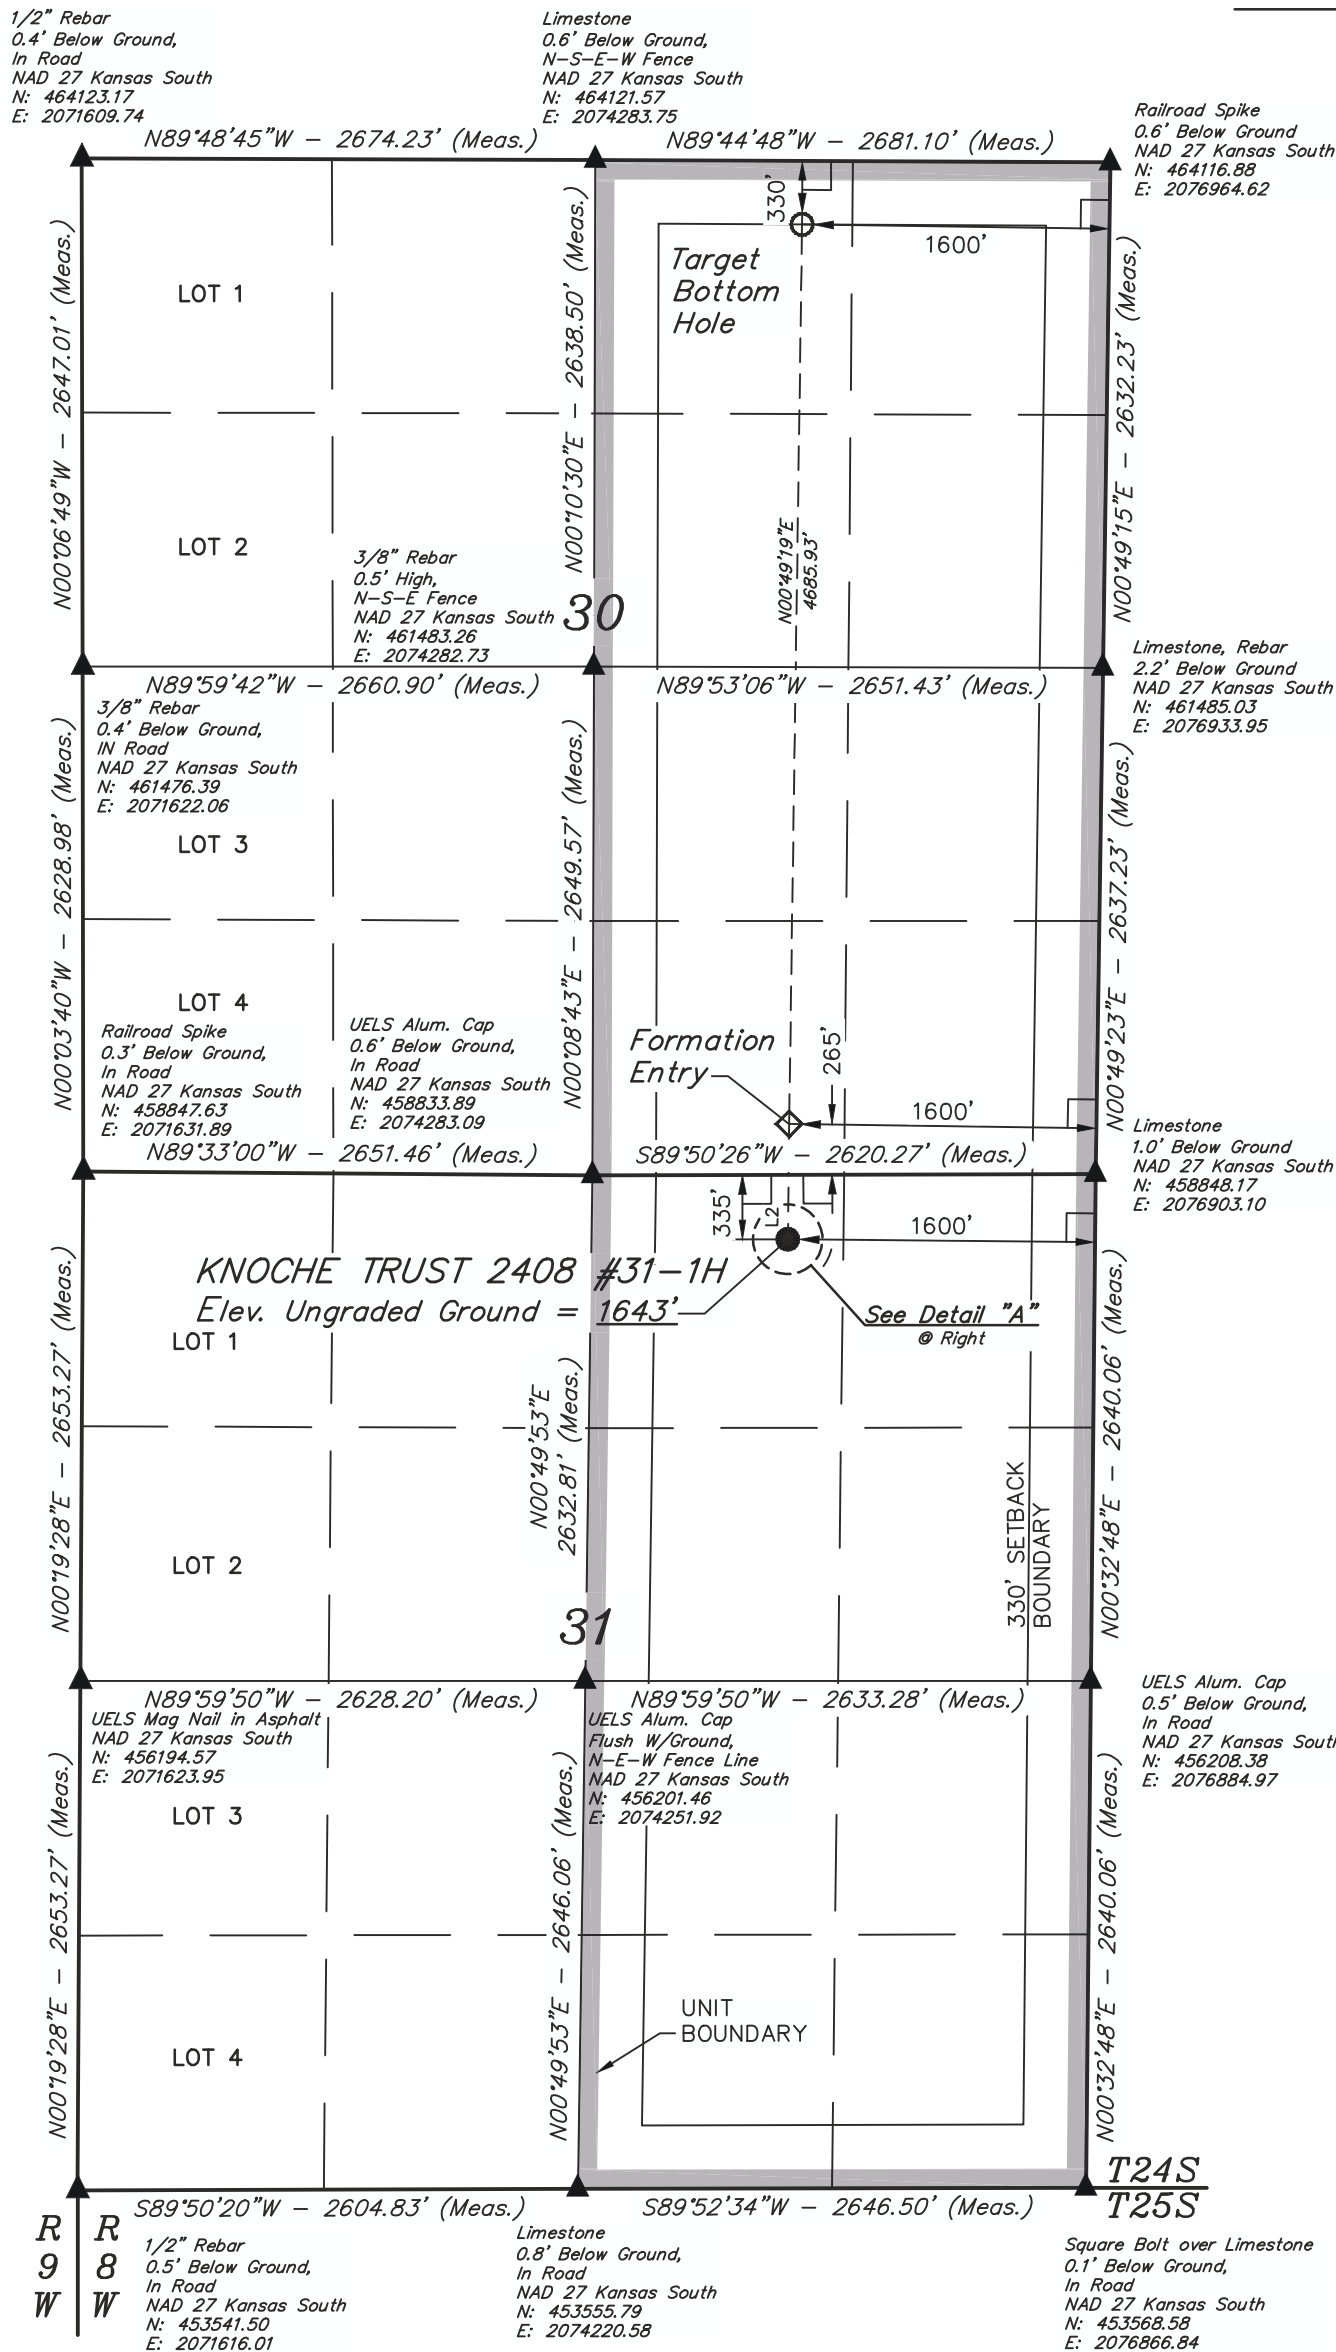 1/2" Rebar
0.4' Below Ground,
In Road
NAD 27 Kansas South
N: 464123.17
E: 2071609.74
Limestone
0.6' Below Ground,
N-S-E-W Fence
NAD 27 Kansas South
N: 464121.57
E: 2074283.75
Railroad Spike
0.6' Below Ground
NAD 27 Kansas South
N: 464116.88
E: 2076964.62
N89°48'45"W - 2674.23' (Meas.)
N89°44'48"W - 2681.10' (Meas.)
N00°06'49"W - 2647.01' (Meas.)
LOT 1
N00°10'30"E - 2638.50' (Meas.)
330'
1600'
Target
Bottom
Hole
N00°49'15"E - 2632.23' (Meas.)
LOT 2
N00°49'19"E
4685.93'
3/8" Rebar
0.5' High,
N-S-E Fence
NAD 27 Kansas South
N: 461483.26
E: 2074282.73
30
Limestone, Rebar
2.2' Below Ground
NAD 27 Kansas South
N: 461485.03
E: 2076933.95
N89°59'42"W - 2660.90' (Meas.)
N89°53'06"W - 2651.43' (Meas.)
3/8" Rebar
0.4' Below Ground,
IN Road
NAD 27 Kansas South
N: 461476.39
E: 2071622.06
N00°03'40"W - 2628.98' (Meas.)
LOT 3
N00°08'43"E - 2649.57' (Meas.)
N00°49'23"E - 2637.23' (Meas.)
LOT 4
Railroad Spike
0.3' Below Ground,
In Road
NAD 27 Kansas South
N: 458847.63
E: 2071631.89
UELS Alum. Cap
0.6' Below Ground,
In Road
NAD 27 Kansas South
N: 458833.89
E: 2074283.09
Formation
Entry
265'
1600'
Limestone
1.0' Below Ground
NAD 27 Kansas South
N: 458848.17
E: 2076903.10
N89°33'00"W - 2651.46' (Meas.)
S89°50'26"W - 2620.27' (Meas.)
335'
L2
1600'
KNOCHE TRUST 2408 #31-1H
Elev. Ungraded Ground = 1643'
See Detail "A"
@ Right
LOT 1
N00°19'28"E - 2653.27' (Meas.)
N00°49'53"E
2632.81' (Meas.)
N00°32'48"E - 2640.06' (Meas.)
330' SETBACK
BOUNDARY
LOT 2
31
N89°59'50"W - 2628.20' (Meas.)
N89°59'50"W - 2633.28' (Meas.)
UELS Mag Nail in Asphalt
NAD 27 Kansas South
N: 456194.57
E: 2071623.95
UELS Alum. Cap
Flush W/Ground,
N-E-W Fence Line
NAD 27 Kansas South
N: 456201.46
E: 2074251.92
UELS Alum. Cap
0.5' Below Ground,
In Road
NAD 27 Kansas South
N: 456208.38
E: 2076884.97
LOT 3
N00°19'28"E - 2653.27' (Meas.)
N00°49'53"E - 2646.06' (Meas.)
N00°32'48"E - 2640.06' (Meas.)
UNIT
BOUNDARY
LOT 4
T24S
T25S
S89°50'20"W - 2604.83' (Meas.)
S89°52'34"W - 2646.50' (Meas.)
R R
9 8
W W
1/2" Rebar
0.5' Below Ground,
In Road
NAD 27 Kansas South
N: 453541.50
E: 2071616.01
Limestone
0.8' Below Ground,
In Road
NAD 27 Kansas South
N: 453555.79
E: 2074220.58
Square Bolt over Limestone
0.1' Below Ground,
In Road
NAD 27 Kansas South
N: 453568.58
E: 2076866.84